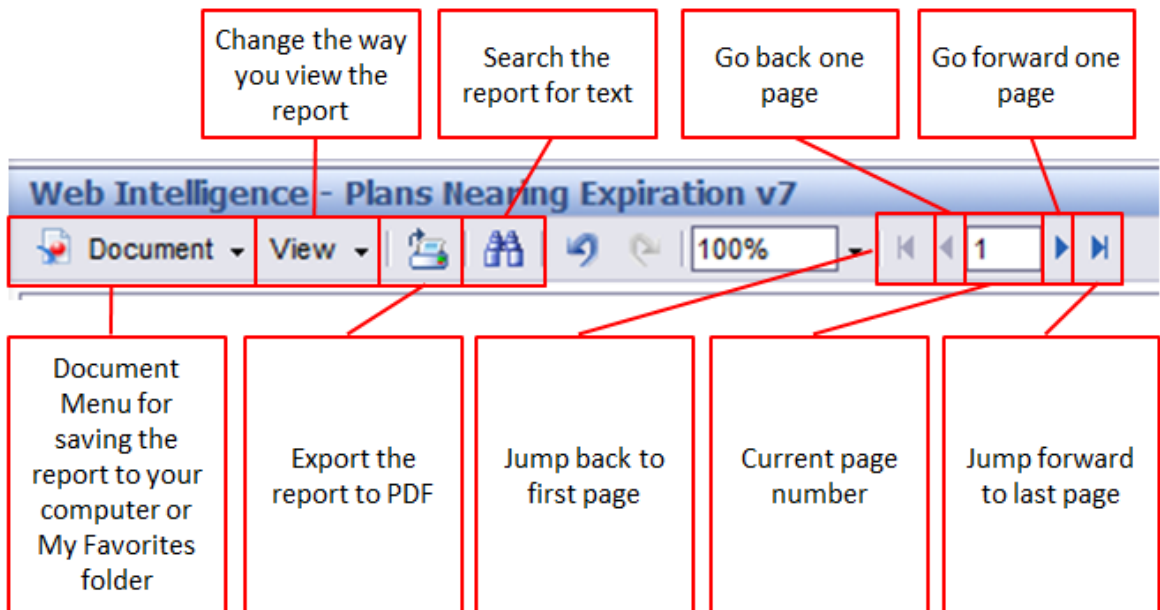 Change the way
you view the
report
Search the
report for text
Go back one
page
Go forward one
page
Web Intelligence - Plans Nearing Expiration v7
Document View 100% 1
Document
Menu for
saving the
report to your
computer or
My Favorites
folder
Export the
report to PDF
Jump back to
first page
Current page
number
Jump forward
to last page